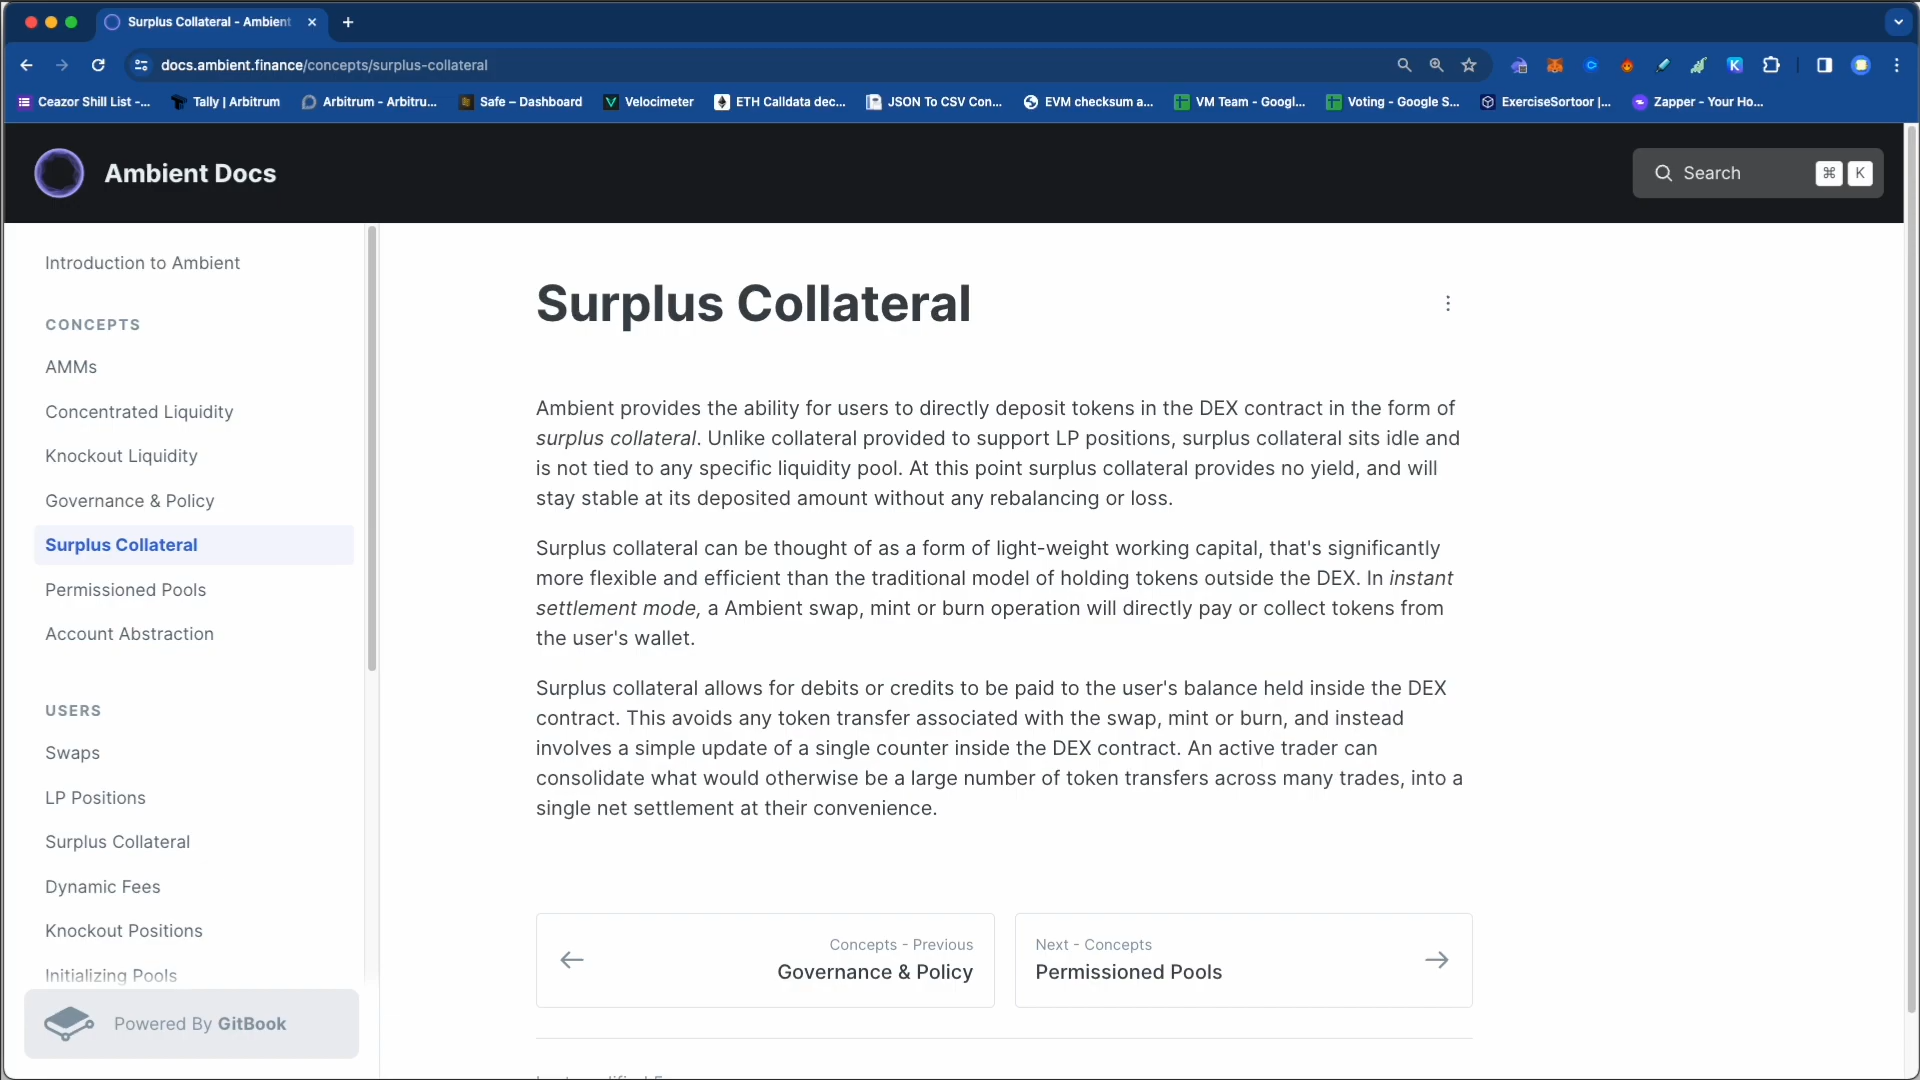 Surplus Collateral - Ambient
docs.ambient.finance/concepts/surplus-collateral
Ceazor Shill List -...
Tally | Arbitrum
Arbitrum - Arbitru...
Safe – Dashboard
Velocimeter
ETH Calldata dec...
JSON To CSV Con...
EVM checksum a...
VM Team - Googl...
Voting - Google S...
ExerciseSortoor |...
Zapper - Your Ho...
Ambient Docs
Search
⌘ K
Introduction to Ambient
CONCEPTS
AMMs
Concentrated Liquidity
Knockout Liquidity
Governance & Policy
Surplus Collateral
Permissioned Pools
Account Abstraction
USERS
Swaps
LP Positions
Surplus Collateral
Dynamic Fees
Knockout Positions
Initializing Pools
Powered By GitBook
Surplus Collateral
Ambient provides the ability for users to directly deposit tokens in the DEX contract in the form of
surplus collateral. Unlike collateral provided to support LP positions, surplus collateral sits idle and
is not tied to any specific liquidity pool. At this point surplus collateral provides no yield, and will
stay stable at its deposited amount without any rebalancing or loss.
Surplus collateral can be thought of as a form of light-weight working capital, that's significantly
more flexible and efficient than the traditional model of holding tokens outside the DEX. In instant
settlement mode, a Ambient swap, mint or burn operation will directly pay or collect tokens from
the user's wallet.
Surplus collateral allows for debits or credits to be paid to the user's balance held inside the DEX
contract. This avoids any token transfer associated with the swap, mint or burn, and instead
involves a simple update of a single counter inside the DEX contract. An active trader can
consolidate what would otherwise be a large number of token transfers across many trades, into a
single net settlement at their convenience.
Concepts - Previous
Governance & Policy
Next - Concepts
Permissioned Pools